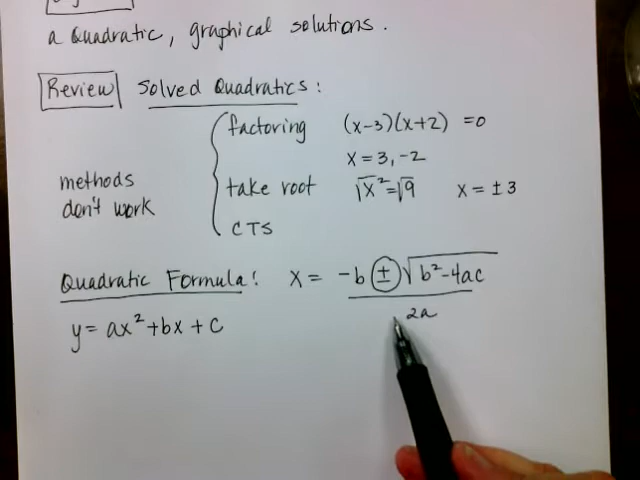 a Quadratic, graphical solutions.
Review Solved Quadratics:
factoring (x-3)(x+2) =0
x = 3, -2
methods don't work
take root √x²=√9 x = ±3
CTS
Quadratic Formula! x = -b ± √b²-4ac / 2a
y = ax²+bx+c